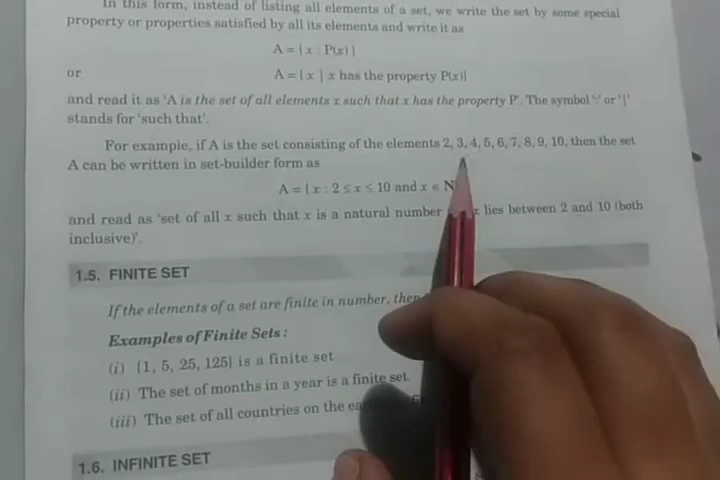 In this form, instead of listing all elements of a set, we write the set by some special
property or properties satisfied by all its elements and write it as
A = { x : P(x) }
or A = { x | x has the property P(x)}
and read it as 'A is the set of all elements x such that x has the property P'. The symbol ':' or '|'
stands for 'such that'.
For example, if A is the set consisting of the elements 2, 3, 4, 5, 6, 7, 8, 9, 10, then the set
A can be written in set-builder form as
A = { x : 2 ≤ x ≤ 10 and x ∈ N
and read as 'set of all x such that x is a natural number x lies between 2 and 10 (both
inclusive)'.
1.5. FINITE SET
If the elements of a set are finite in number, then
Examples of Finite Sets :
(i) {1, 5, 25, 125} is a finite set
(ii) The set of months in a year is a finite set.
(iii) The set of all countries on the
1.6. INFINITE SET